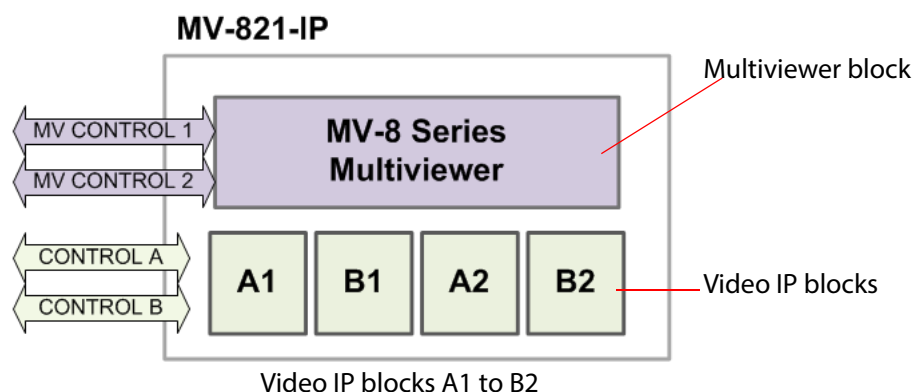 MV-821-IP
Multiviewer block
MV CONTROL 1
MV CONTROL 2
MV-8 Series
Multiviewer
CONTROL A
CONTROL B
A1
B1
A2
B2
Video IP blocks
Video IP blocks A1 to B2